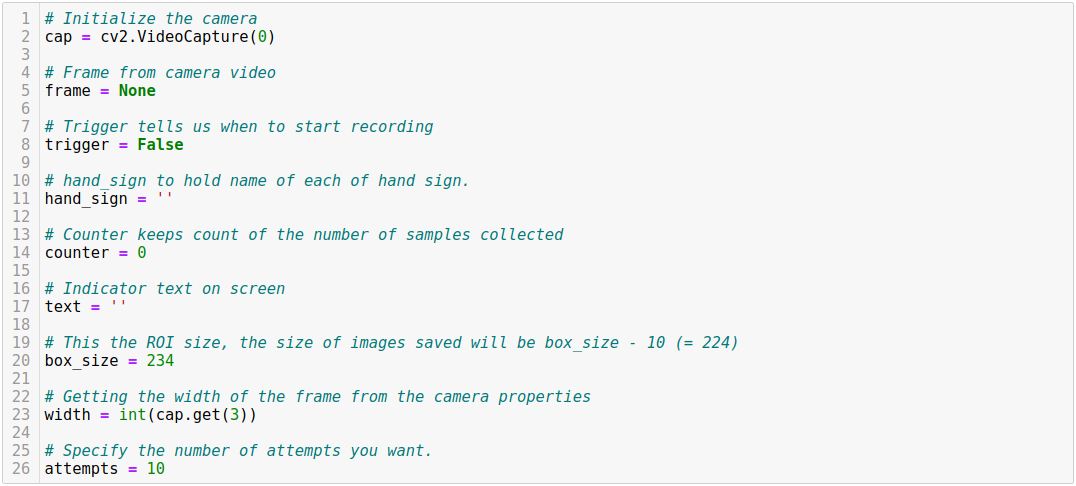 1 # Initialize the camera
2 cap = cv2.VideoCapture(0)
3
4 # Frame from camera video
5 frame = None
6
7 # Trigger tells us when to start recording
8 trigger = False
9
10 # hand_sign to hold name of each of hand sign.
11 hand_sign = ''
12
13 # Counter keeps count of the number of samples collected
14 counter = 0
15
16 # Indicator text on screen
17 text = ''
18
19 # This the ROI size, the size of images saved will be box_size - 10 (= 224)
20 box_size = 234
21
22 # Getting the width of the frame from the camera properties
23 width = int(cap.get(3))
24
25 # Specify the number of attempts you want.
26 attempts = 10